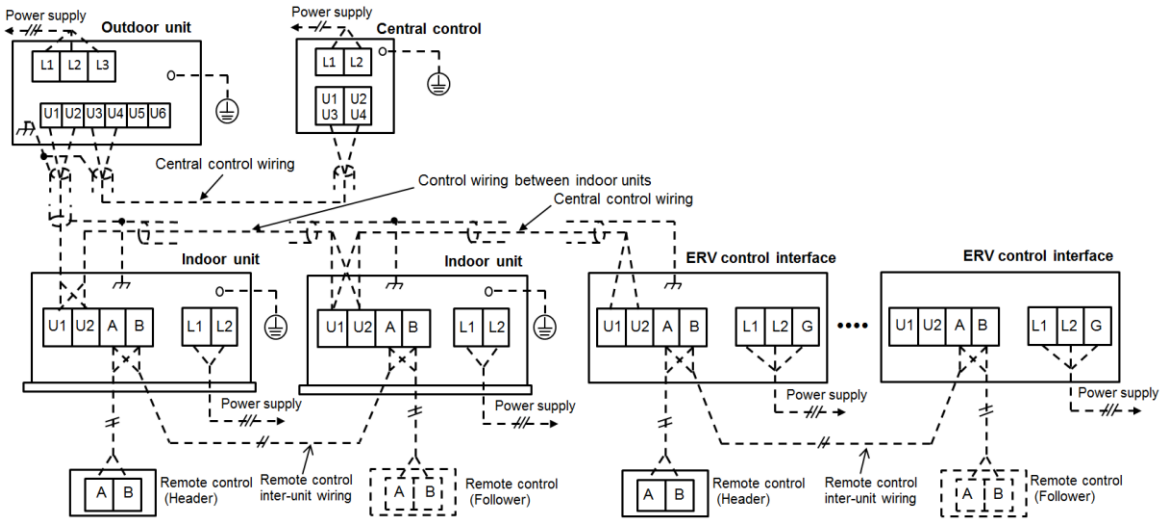 Power supply
Outdoor unit
Power supply
Central control
L1 L2 L3
L1 L2
U1 U2
U3 U4
U1 U2 U3 U4 U5 U6
Central control wiring
Control wiring between indoor units
Central control wiring
Indoor unit
Indoor unit
ERV control interface
ERV control interface
U1 U2 A B
L1 L2
U1 U2 A B
L1 L2
U1 U2 A B
L1 L2 G
U1 U2 A B
L1 L2 G
Power supply
Power supply
Power supply
Power supply
A B
Remote control
(Header)
Remote control
inter-unit wiring
A B
Remote control
(Follower)
A B
Remote control
(Header)
Remote control
inter-unit wiring
A B
Remote control
(Follower)